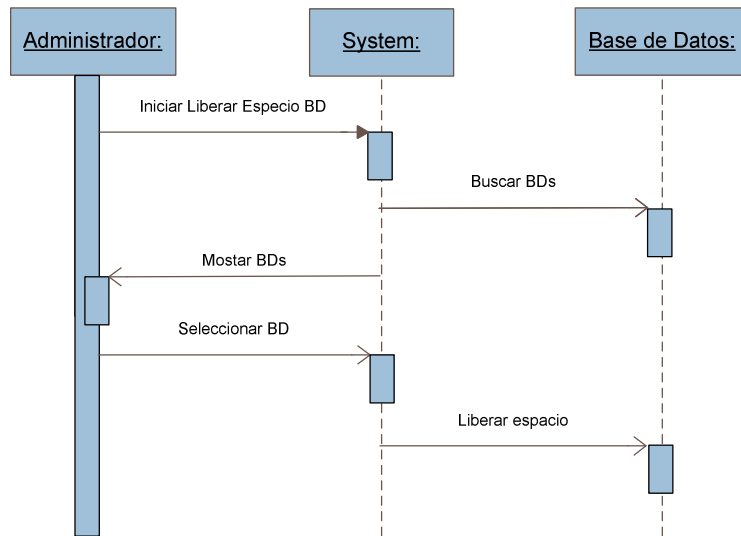 Administrador:
System:
Base de Datos:
Iniciar Liberar Especio BD
Buscar BDs
Mostar BDs
Seleccionar BD
Liberar espacio